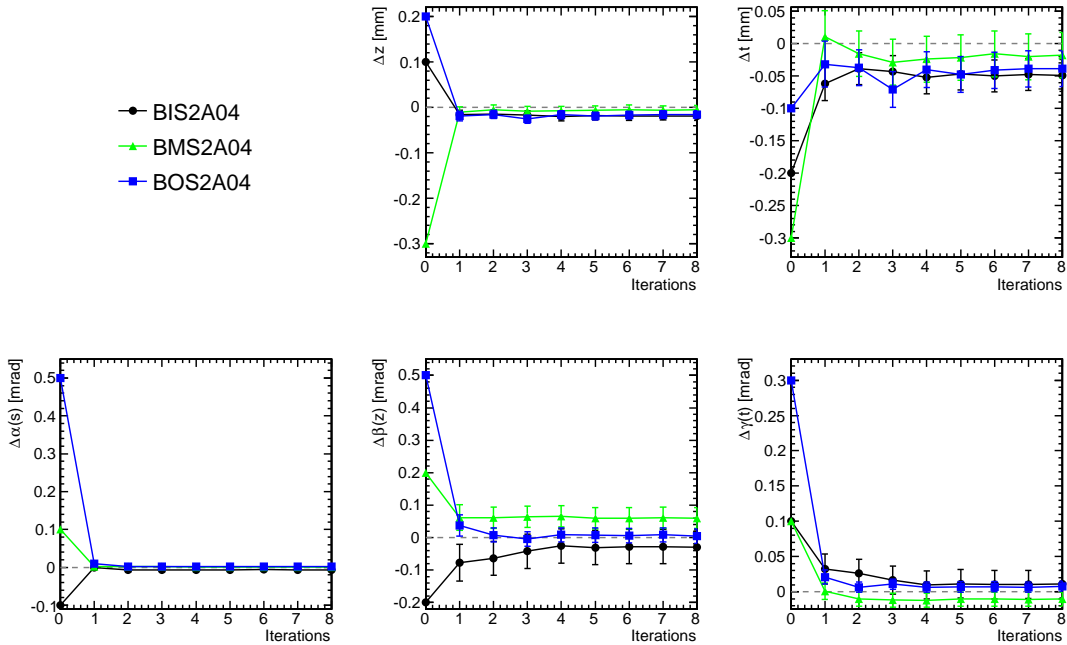 BIS2A04
BMS2A04
BOS2A04
Δz [mm]
0.2
0.1
0
-0.1
-0.2
-0.3
0 1 2 3 4 5 6 7 8
Iterations
Δt [mm]
0.05
0
-0.05
-0.1
-0.15
-0.2
-0.25
-0.3
0 1 2 3 4 5 6 7 8
Iterations
Δα(s) [mrad]
0.5
0.4
0.3
0.2
0.1
0
-0.1
0 1 2 3 4 5 6 7 8
Iterations
Δβ(z) [mrad]
0.5
0.4
0.3
0.2
0.1
0
-0.1
-0.2
0 1 2 3 4 5 6 7 8
Iterations
Δγ(t) [mrad]
0.3
0.25
0.2
0.15
0.1
0.05
0
0 1 2 3 4 5 6 7 8
Iterations